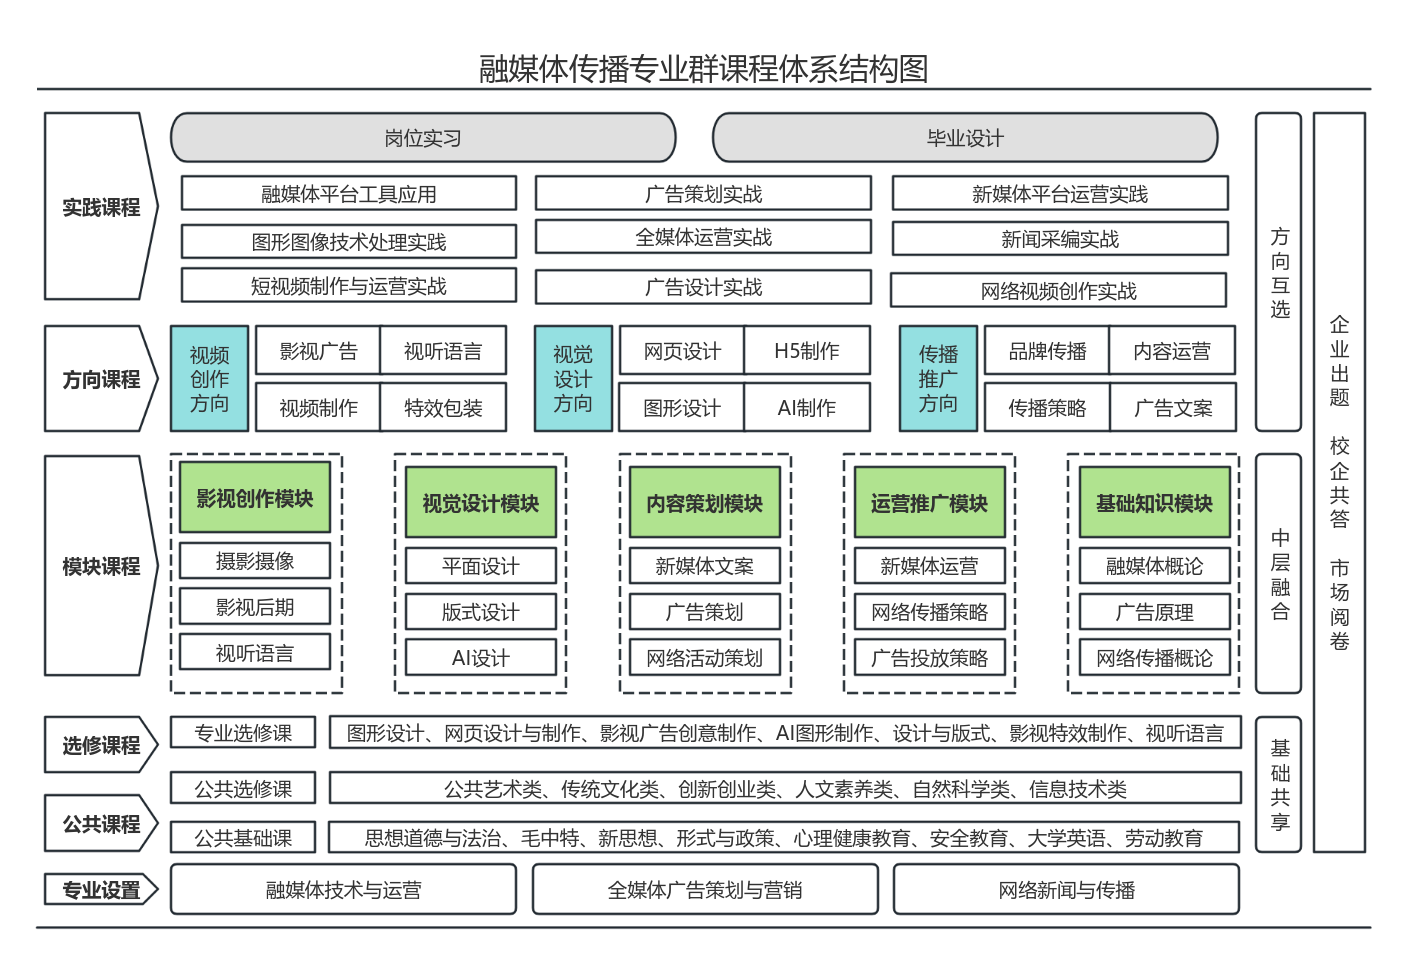 融媒体传播专业群课程体系结构图
实践课程
岗位实习
毕业设计
融媒体平台工具应用
广告策划实战
新媒体平台运营实践
图形图像技术处理实践
全媒体运营实战
新闻采编实战
短视频制作与运营实战
广告设计实战
网络视频创作实战
方向课程
视频
创作
方向
影视广告
视听语言
视频制作
特效包装
视觉
设计
方向
网页设计
H5制作
图形设计
AI制作
传播
推广
方向
品牌传播
内容运营
传播策略
广告文案
方向互选
模块课程
影视创作模块
摄影摄像
影视后期
视听语言
视觉设计模块
平面设计
版式设计
AI设计
内容策划模块
新媒体文案
广告策划
网络活动策划
运营推广模块
新媒体运营
网络传播策略
广告投放策略
基础知识模块
融媒体概论
广告原理
网络传播概论
中层融合
选修课程
专业选修课
图形设计、网页设计与制作、影视广告创意制作、AI图形制作、设计与版式、影视特效制作、视听语言
公共选修课
公共艺术类、传统文化类、创新创业类、人文素养类、自然科学类、信息技术类
公共课程
公共基础课
思想道德与法治、毛中特、新思想、形式与政策、心理健康教育、安全教育、大学英语、劳动教育
基础共享
专业设置
融媒体技术与运营
全媒体广告策划与营销
网络新闻与传播
企业出题 校企共答 市场阅卷